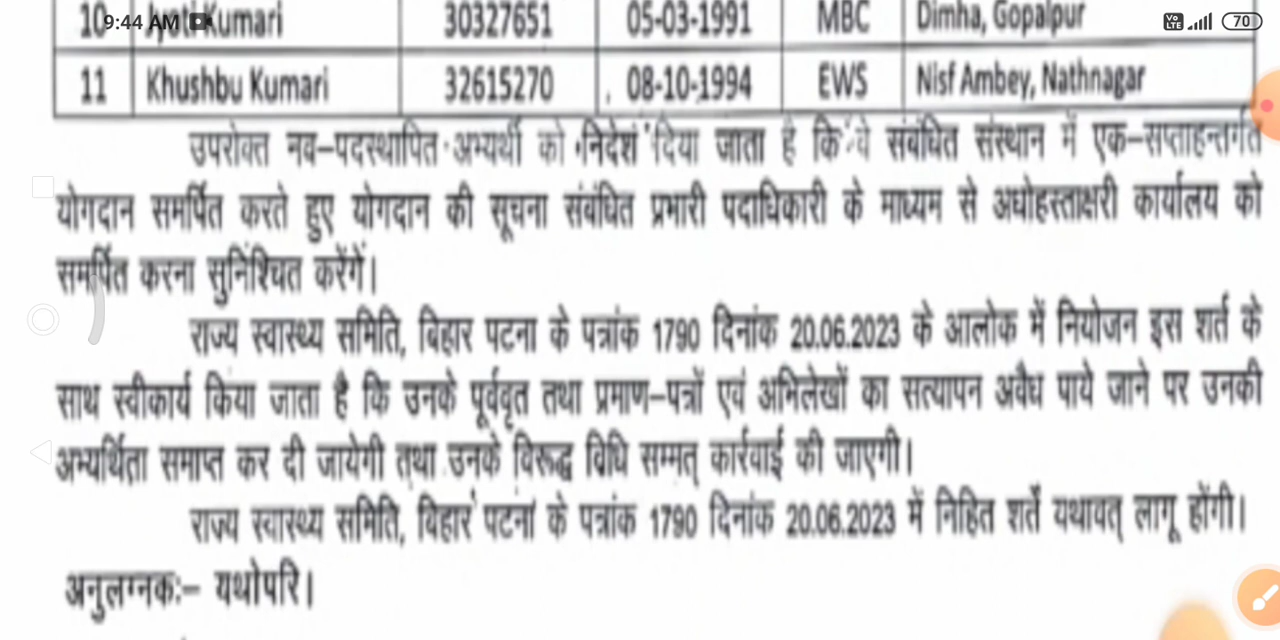 9:44 AM
Vo LTE
70
10 Jyoti Kumari 30327651 05-03-1991 MBC Dimha, Gopalpur
11 Khushbu Kumari 32615270 08-10-1994 EWS Nisf Ambey, Nathnagar
उपरोक्त नव–पदस्थापित अभ्यर्थी को निदेश दिया जाता है कि वे संबंधित संस्थान में एक–सप्ताहन्तर्गत
योगदान समर्पित करते हुए योगदान की सूचना संबंधित प्रभारी पदाधिकारी के माध्यम से अधोहस्ताक्षरी कार्यालय को
समर्पित करना सुनिश्चित करेंगें।
राज्य स्वास्थ्य समिति, बिहार पटना के पत्रांक 1790 दिनांक 20.06.2023 के आलोक में नियोजन इस शर्त के
साथ स्वीकार्य किया जाता है कि उनके पूर्ववृत तथा प्रमाण–पत्रों एवं अभिलेखों का सत्यापन अवैध पाये जाने पर उनकी
अभ्यर्थिता समाप्त कर दी जायेगी तथा उनके विरूद्ध विधि सम्मत् कार्रवाई की जाएगी।
राज्य स्वास्थ्य समिति, बिहार पटना के पत्रांक 1790 दिनांक 20.06.2023 में निहित शर्तें यथावत् लागू होंगी।
अनुलग्नकः– यथोपरि।